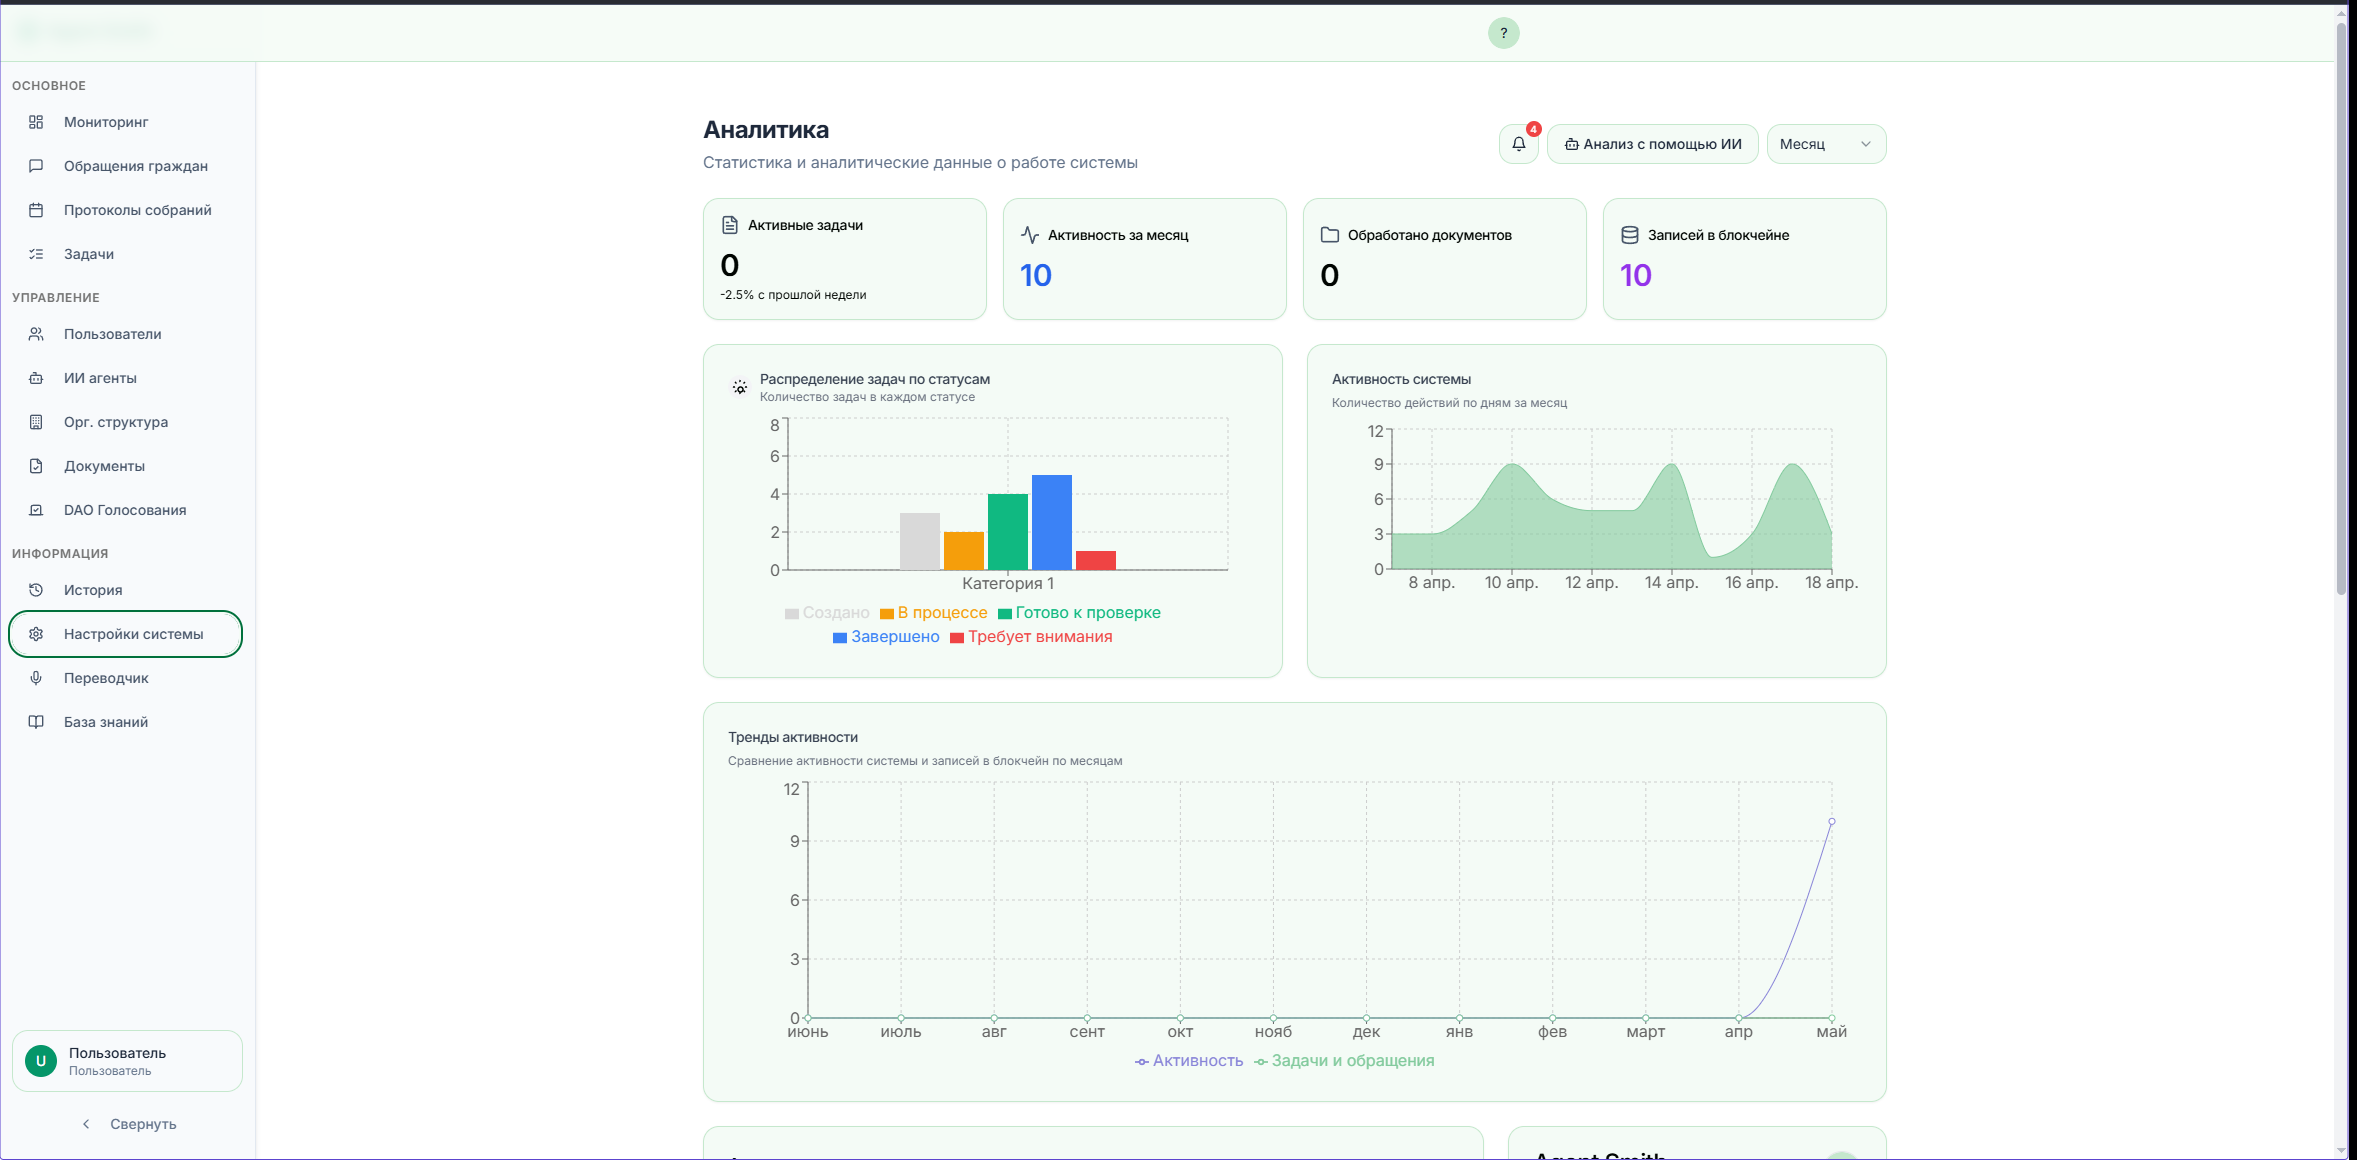 ?
ОСНОВНОЕ
Мониторинг
Обращения граждан
Протоколы собраний
Задачи
УПРАВЛЕНИЕ
Пользователи
ИИ агенты
Орг. структура
Документы
DAO Голосования
ИНФОРМАЦИЯ
История
Настройки системы
Переводчик
База знаний
U
Пользователь
Пользователь
Свернуть
Аналитика
Статистика и аналитические данные о работе системы
4
Анализ с помощью ИИ
Месяц
Активные задачи
0
-2.5% с прошлой недели
Активность за месяц
10
Обработано документов
0
Записей в блокчейне
10
Распределение задач по статусам
Количество задач в каждом статусе
8
6
4
2
0
Категория 1
Создано В процессе Готово к проверке
Завершено Требует внимания
Активность системы
Количество действий по дням за месяц
12
9
6
3
0
8 апр. 10 апр. 12 апр. 14 апр. 16 апр. 18 апр.
Тренды активности
Сравнение активности системы и записей в блокчейн по месяцам
12
9
6
3
0
июнь июль авг сент окт нояб дек янв фев март апр май
Активность Задачи и обращения
Agent Smith